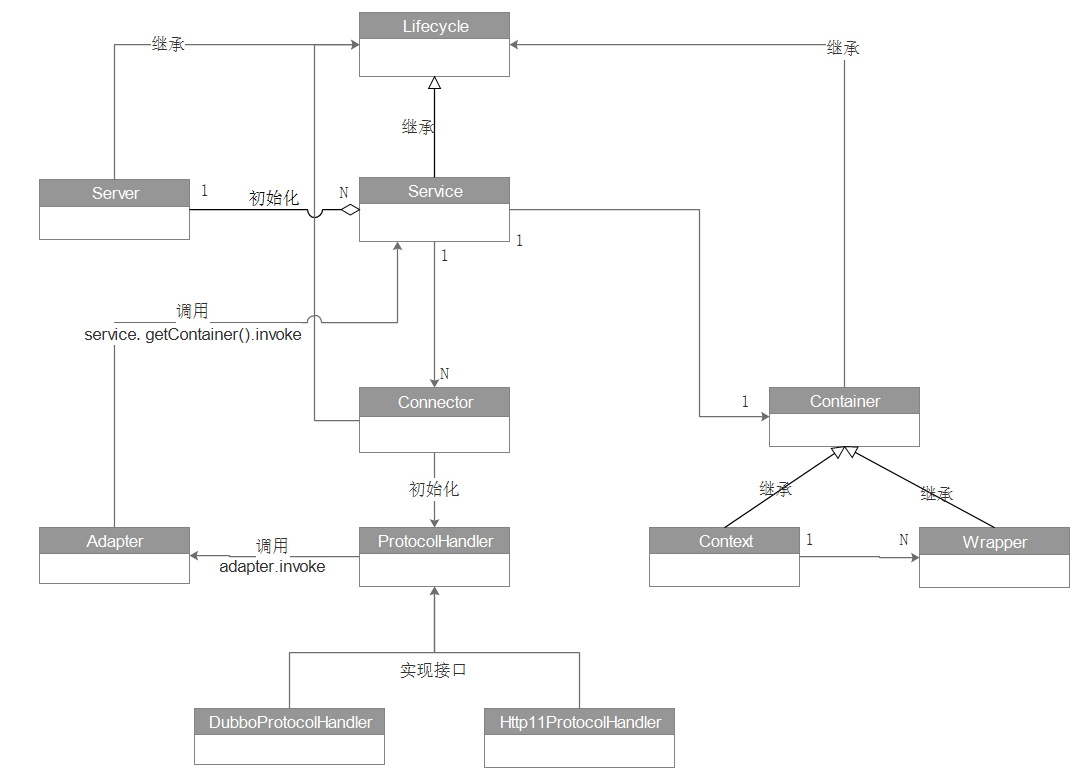 Lifecycle
继承
继承
继承
Server
1
初始化
N
Service
1
1
调用
service. getContainer().invoke
N
Connector
1
Container
初始化
继承
继承
Adapter
调用
adapter.invoke
ProtocolHandler
Context
1
N
Wrapper
实现接口
DubboProtocolHandler
Http11ProtocolHandler